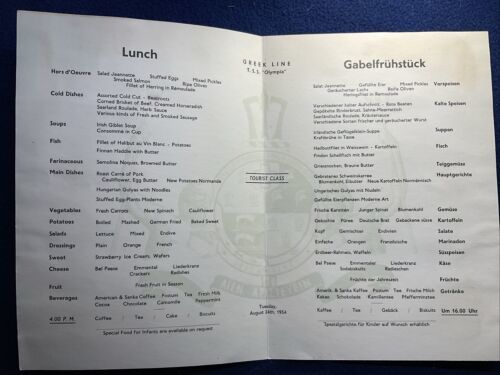 Lunch
Hors d'Oeuvre Salad Jeannette Stuffed Eggs Mixed Pickles
Smoked Salmon Ripe Olives
Fillet of Herring in Remoulade
Cold Dishes Assorted Cold Cut - Beetroots
Corned Brisket of Beef, Creamed Horseradish
Saarland Roulade, Herb Sauce
Various kinds of Fresh and Smoked Sausage
Soups Irish Giblet Soup
Consomme in Cup
Fish Fillet of Halibut au Vin Blanc - Potatoes
Finnan Haddie with Butter
Farinaceous Semolina Noques, Browned Butter
Main Dishes Roast Carré of Pork
Cauliflower, Egg Butter New Potatoes Normande
Hungarian Gulyas with Noodles
Stuffed Egg-Plants Moderne
Vegetables Fresh Carrots New Spinach Cauliflower
Potatoes Boiled Mashed German Fried Baked Sweet
Salads Lettuce Mixed Endive
Dressings Plain Orange French
Sweet Strawberry Ice Cream, Wafers
Cheese Bel Paese Emmental Liederkranz
Crackers Radishes
Fruit Fresh Fruit in Season
Beverages American & Sanka Coffee Postum Tea Fresh Milk
Cocoa Chocolate Camomile Peppermint
4.00 P. M. Coffee / Tea / Cake / Biscuits
Special Food for Infants are available on request
GREEK LINE
T. S. S. "Olympia"
TOURIST CLASS
Tuesday,
August 24th, 1954
Gabelfrühstück
Salat Jeannette Gefüllte Eier Mixed Pickles Vorspeisen
Geräucherter Lachs Reife Oliven
Heringsfilet in Remoulade
Verschiedener kalter Aufschnitt - Rote Beeten Kalte Speisen
Gepökelte Rinderbrust, Sahne-Meerrettich
Saarländische Roulade, Kräutersauce
Verschiedene Sorten frischer und geräucherter Wurst
Irländische Geflügelklein-Suppe Suppen
Kraftbrühe in Tasse
Heilbuttfilet in Weisswein - Kartoffeln Fisch
Finden Schellfisch mit Butter
Griesnocken, Braune Butter Teiggemüse
Gebratenes Schweinskarree Hauptgerichte
Blumenkohl, Eibutter Neue Kartoffeln Normännisch
Ungarisches Gulyas mit Nudeln
Gefüllte Eierpflanzen Moderne Art
Frische Karotten Junger Spinat Blumenkohl Gemüse
Gekochte Püree Deutsche Brat Gebackene süsse Kartoffeln
Kopf Gemischter Endivien Salate
Einfache Orangen Französische Marinaden
Erdbeer-Rahmeis, Waffeln Süsspeisen
Bel Paese Emmentaler Liederkranz Käse
Sodakakes Radieschen
Früchte der Jahreszeit Früchte
Amerik. & Sanka Kaffee Postum Tee Frische Milch Getränke
Kakao Schokolade Kamillentee Pfefferminztee
Kaffee / Tee / Gebäck / Biskuits Um 16.00 Uhr
Spezialgerichte für Kinder auf Wunsch erhältlich